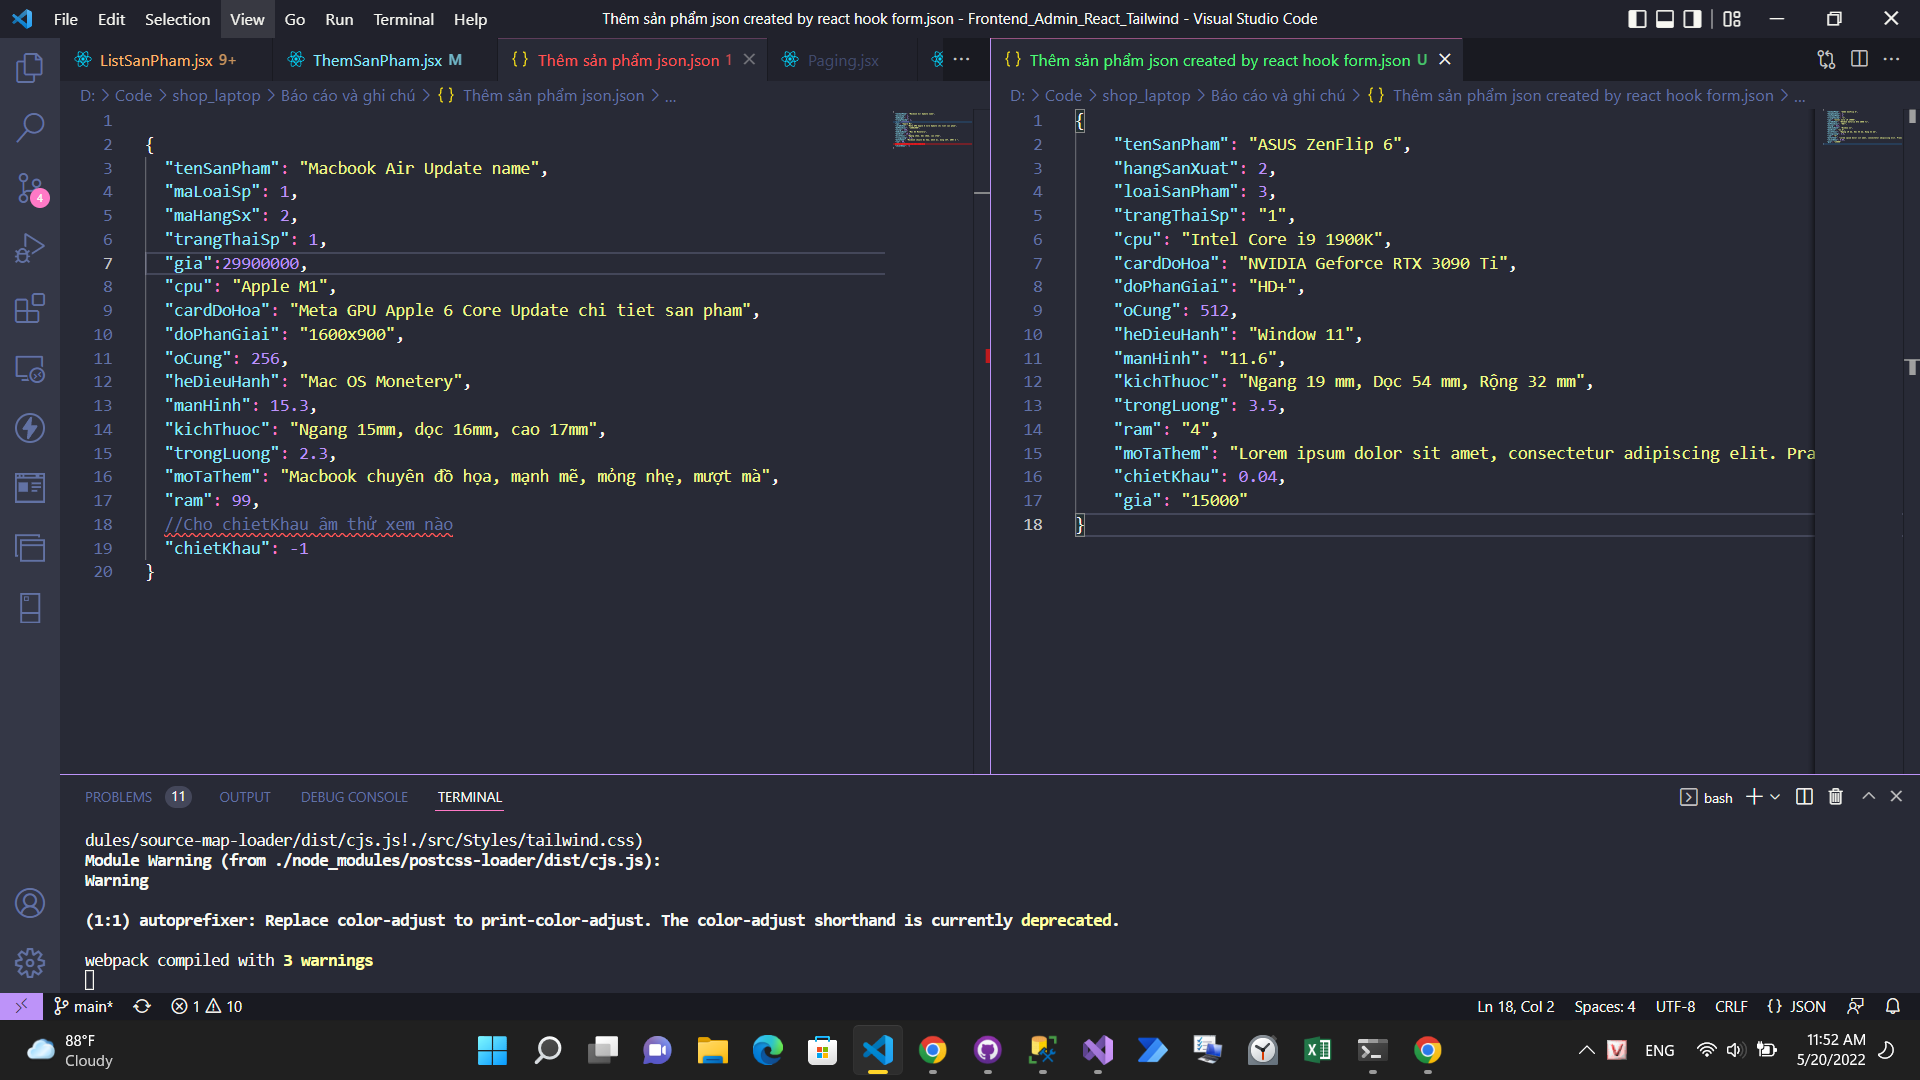 File Edit Selection View Go Run Terminal Help
Thêm sản phẩm json created by react hook form.json - Frontend_Admin_React_Tailwind - Visual Studio Code
ListSanPham.jsx 9+
ThemSanPham.jsx M
{} Thêm sản phẩm json.json 1
Paging.jsx
D: > Code > shop_laptop > Báo cáo và ghi chú > {} Thêm sản phẩm json.json > ...
1
2 {
3 "tenSanPham": "Macbook Air Update name",
4 "maLoaiSp": 1,
5 "maHangSx": 2,
6 "trangThaiSp": 1,
7 "gia":29900000,
8 "cpu": "Apple M1",
9 "cardDoHoa": "Meta GPU Apple 6 Core Update chi tiet san pham",
10 "doPhanGiai": "1600x900",
11 "oCung": 256,
12 "heDieuHanh": "Mac OS Monetery",
13 "manHinh": 15.3,
14 "kichThuoc": "Ngang 15mm, dọc 16mm, cao 17mm",
15 "trongLuong": 2.3,
16 "moTaThem": "Macbook chuyên đồ họa, mạnh mẽ, mỏng nhẹ, mượt mà",
17 "ram": 99,
18 //Cho chietKhau âm thử xem nào
19 "chietKhau": -1
20 }
{} Thêm sản phẩm json created by react hook form.json U
D: > Code > shop_laptop > Báo cáo và ghi chú > {} Thêm sản phẩm json created by react hook form.json > ...
1 {
2 "tenSanPham": "ASUS ZenFlip 6",
3 "hangSanXuat": 2,
4 "loaiSanPham": 3,
5 "trangThaiSp": "1",
6 "cpu": "Intel Core i9 1900K",
7 "cardDoHoa": "NVIDIA Geforce RTX 3090 Ti",
8 "doPhanGiai": "HD+",
9 "oCung": 512,
10 "heDieuHanh": "Window 11",
11 "manHinh": "11.6",
12 "kichThuoc": "Ngang 19 mm, Dọc 54 mm, Rộng 32 mm",
13 "trongLuong": 3.5,
14 "ram": "4",
15 "moTaThem": "Lorem ipsum dolor sit amet, consectetur adipiscing elit. Pra
16 "chietKhau": 0.04,
17 "gia": "15000"
18 }
4
PROBLEMS 11 OUTPUT DEBUG CONSOLE TERMINAL
bash
dules/source-map-loader/dist/cjs.js!./src/Styles/tailwind.css)
Module Warning (from ./node_modules/postcss-loader/dist/cjs.js):
Warning
(1:1) autoprefixer: Replace color-adjust to print-color-adjust. The color-adjust shorthand is currently deprecated.
webpack compiled with 3 warnings
main* 1 10
Ln 18, Col 2 Spaces: 4 UTF-8 CRLF {} JSON
88°F
Cloudy
ENG
11:52 AM
5/20/2022